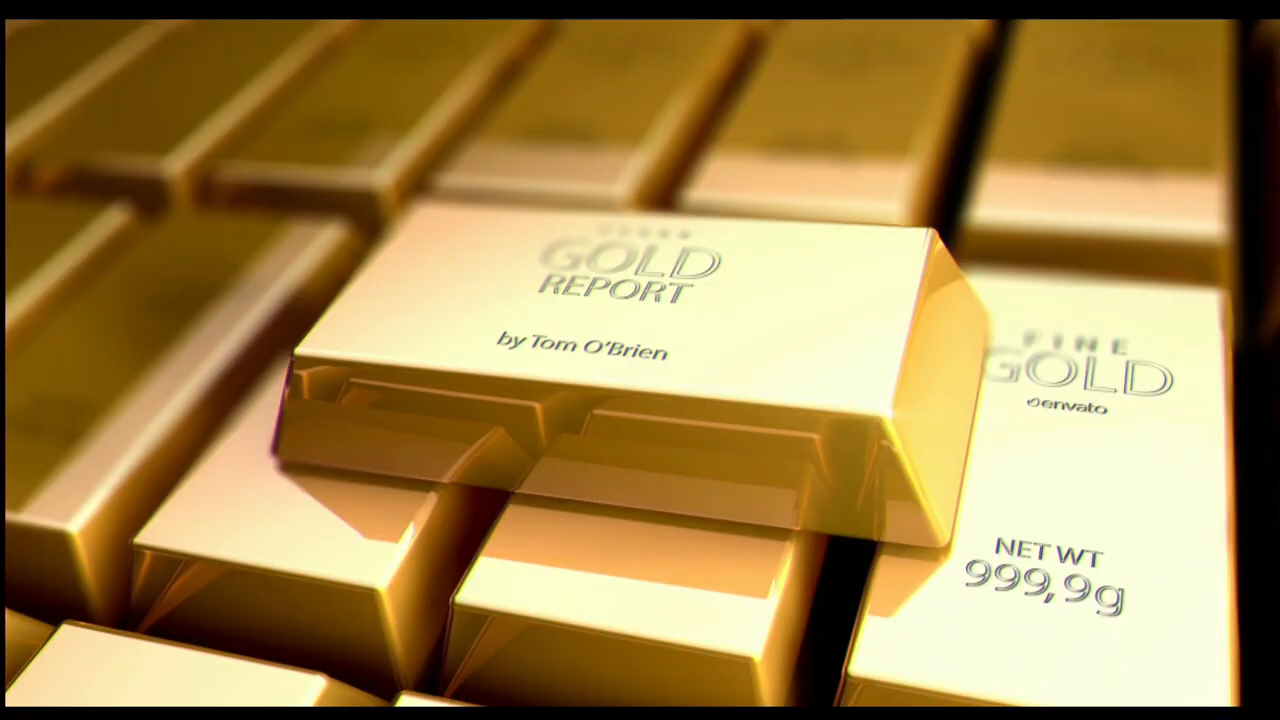 GOLD
REPORT
by Tom O'Brien
FINE
GOLD
envato
NET WT
999,9g